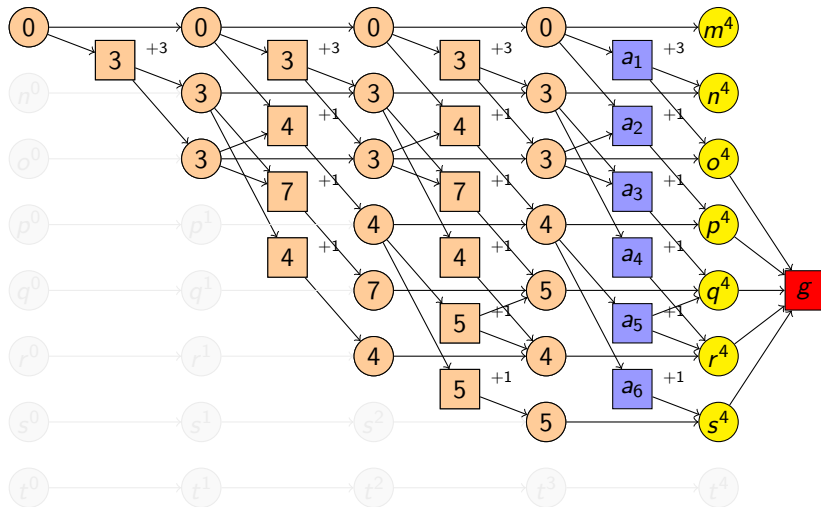 0 0 0 0 m⁴
3 +3 3 +3 3 +3 a₁ +3
n⁰ 3 3 3 n⁴
4 +1 4 +1 a₂ +1
o⁰ 3 3 3 o⁴
7 +1 7 +1 a₃ +1
p⁰ p¹ 4 4 p⁴
4 +1 4 +1 a₄ +1
q⁰ q¹ 7 5 q⁴ g
5 +1 a₅ +1
r⁰ r¹ 4 4 r⁴
5 +1 a₆ +1
s⁰ s¹ s² 5 s⁴
t⁰ t¹ t² t³ t⁴